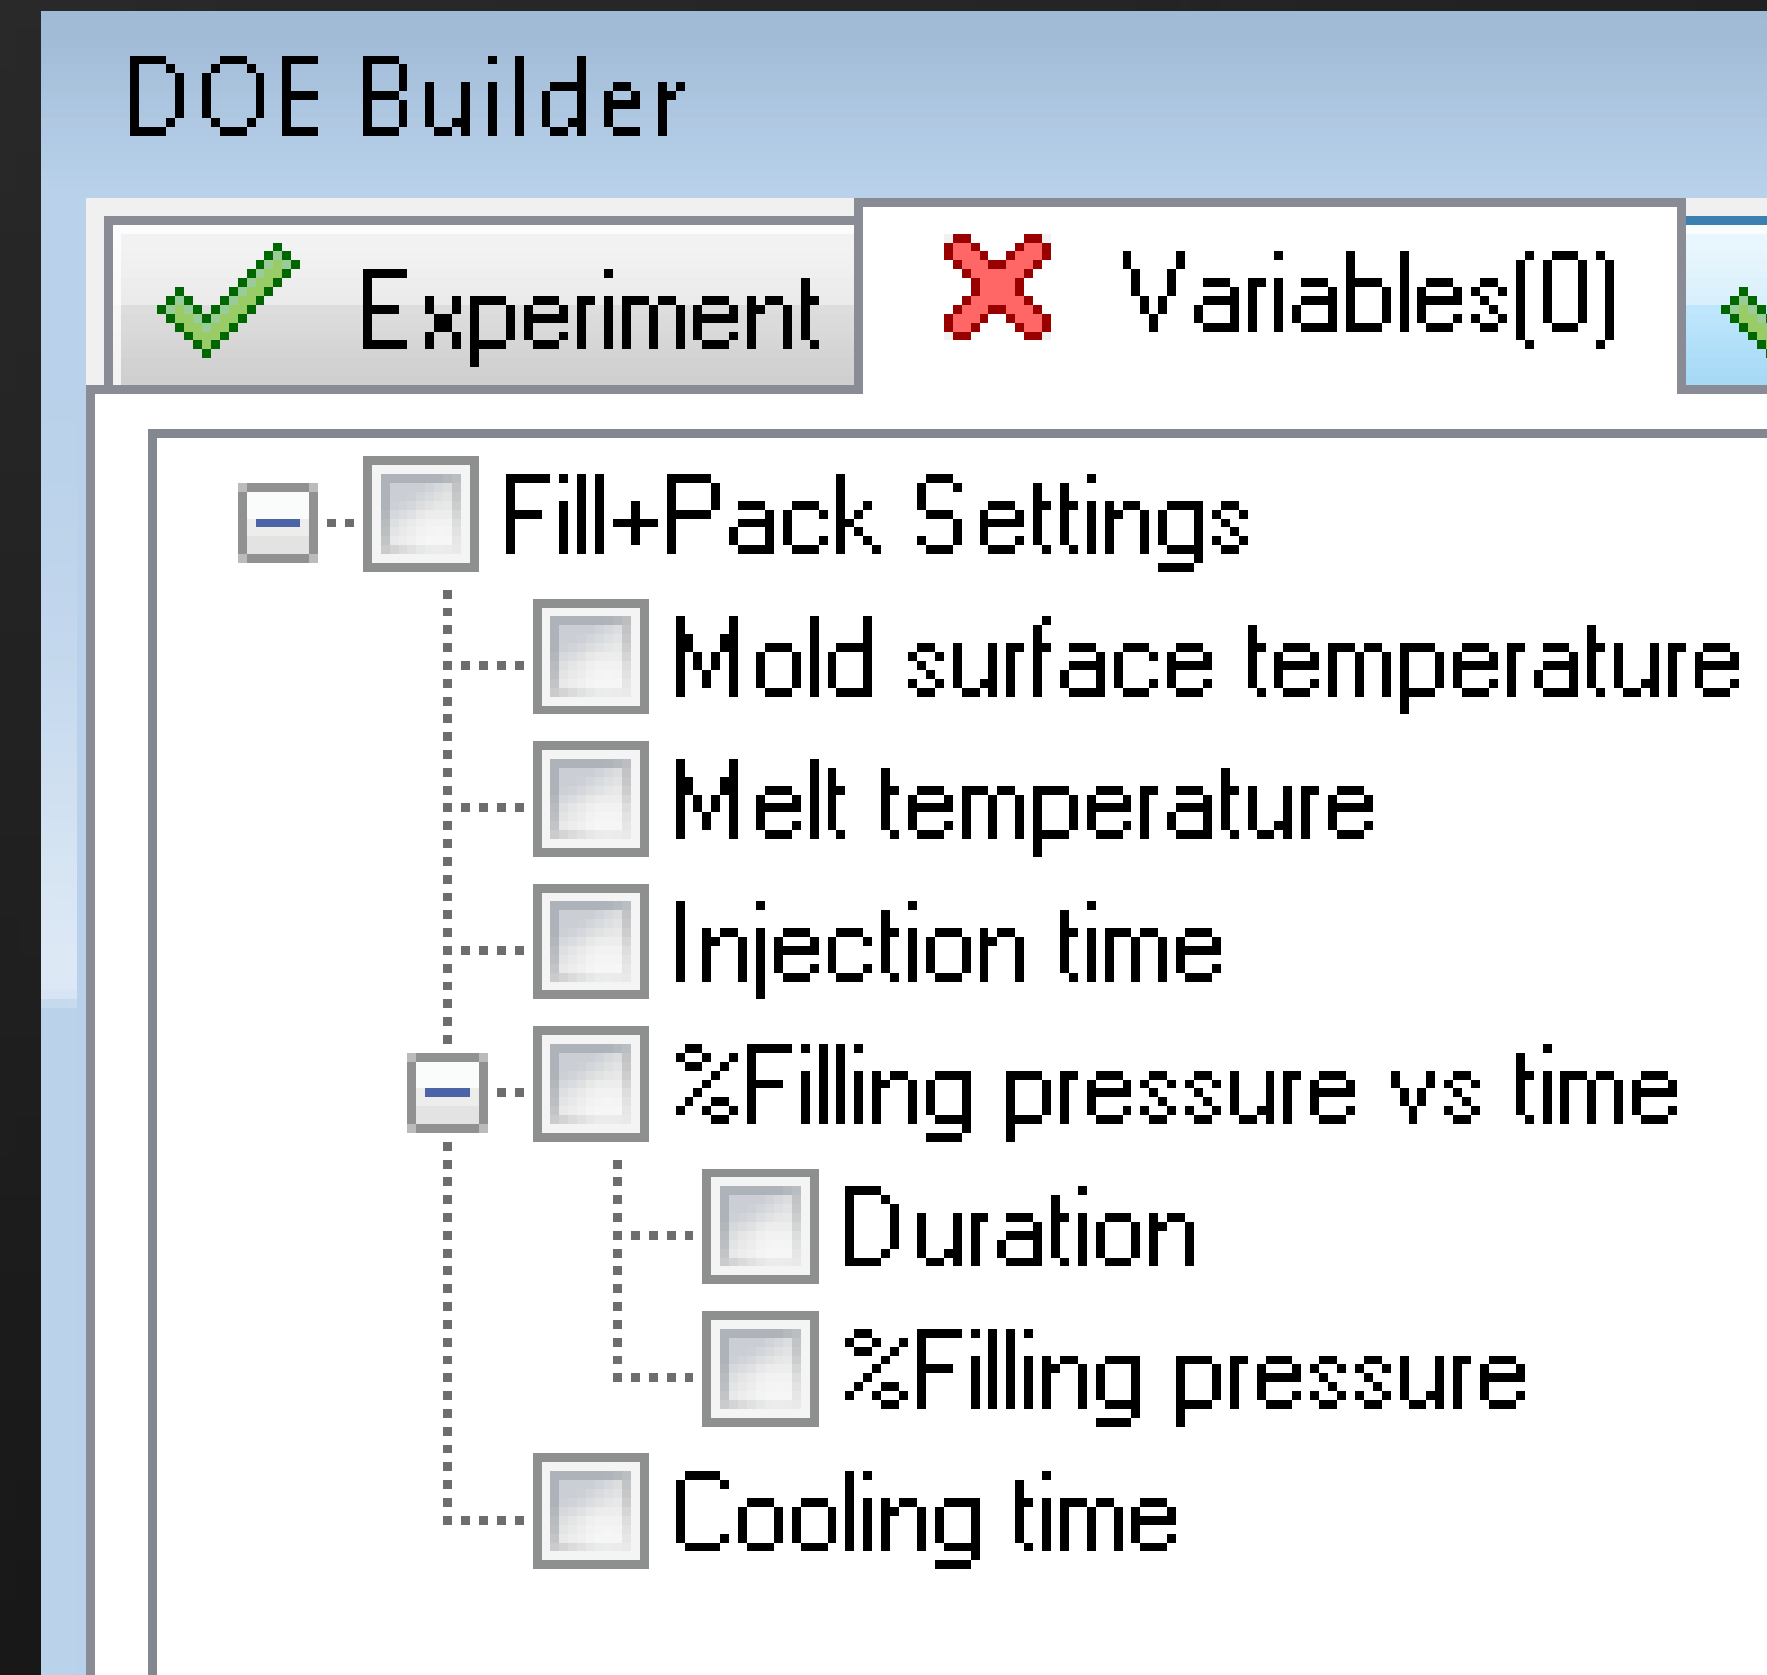 DOE Builder
Experiment Variables(0)
Fill+Pack Settings
Mold surface temperature
Melt temperature
Injection time
%Filling pressure vs time
Duration
%Filling pressure
Cooling time